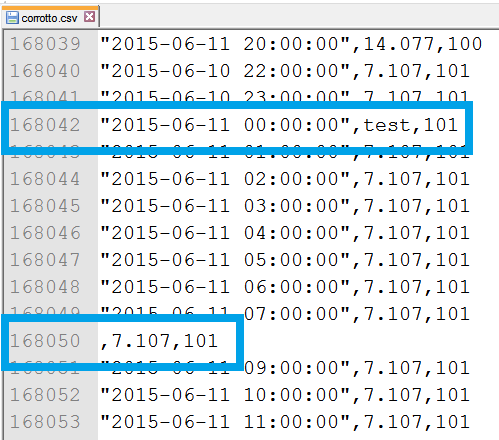 corrotto.csv
168039 "2015-06-11 20:00:00",14.077,100
168040 "2015-06-10 22:00:00",7.107,101
168041 "2015-06-10 23:00:00",7.107,101
168042 "2015-06-11 00:00:00",test,101
168043 "2015-06-11 01:00:00",7.107,101
168044 "2015-06-11 02:00:00",7.107,101
168045 "2015-06-11 03:00:00",7.107,101
168046 "2015-06-11 04:00:00",7.107,101
168047 "2015-06-11 05:00:00",7.107,101
168048 "2015-06-11 06:00:00",7.107,101
168049 "2015-06-11 07:00:00",7.107,101
168050 ,7.107,101
168051 "2015-06-11 09:00:00",7.107,101
168052 "2015-06-11 10:00:00",7.107,101
168053 "2015-06-11 11:00:00",7.107,101